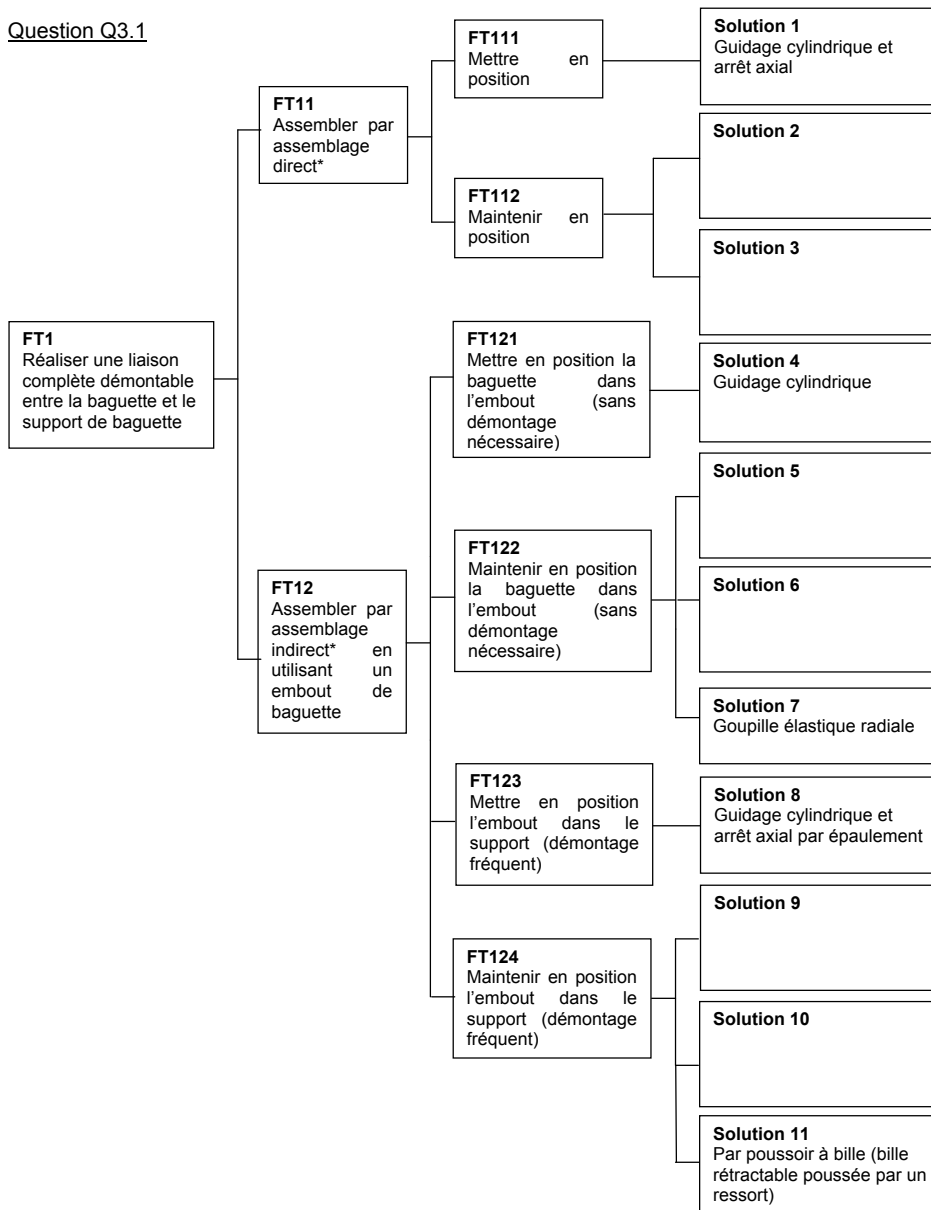 Question Q3.1
FT1
Réaliser une liaison
complète démontable
entre la baguette et le
support de baguette
FT11
Assembler par
assemblage
direct*
FT12
Assembler par
assemblage
indirect* en
utilisant un
embout de
baguette
FT111
Mettre en
position
FT112
Maintenir en
position
FT121
Mettre en position la
baguette dans
l'embout (sans
démontage
nécessaire)
FT122
Maintenir en position
la baguette dans
l'embout (sans
démontage
nécessaire)
FT123
Mettre en position
l'embout dans le
support (démontage
fréquent)
FT124
Maintenir en position
l'embout dans le
support (démontage
fréquent)
Solution 1
Guidage cylindrique et
arrêt axial
Solution 2
Solution 3
Solution 4
Guidage cylindrique
Solution 5
Solution 6
Solution 7
Goupille élastique radiale
Solution 8
Guidage cylindrique et
arrêt axial par épaulement
Solution 9
Solution 10
Solution 11
Par poussoir à bille (bille
rétractable poussée par un
ressort)